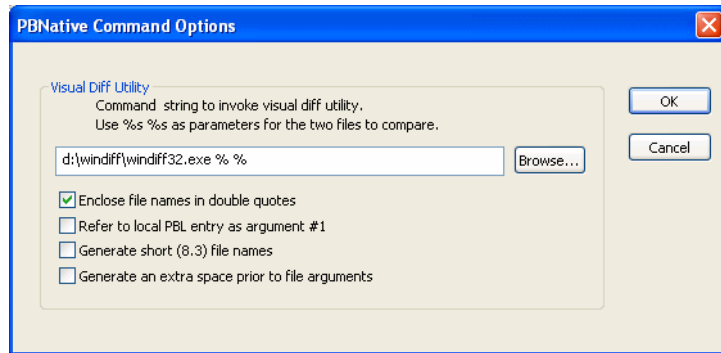 PBNative Command Options
Visual Diff Utility
Command string to invoke visual diff utility.
Use %s %s as parameters for the two files to compare.
OK
d:\windiff\windiff32.exe % %
Browse...
Cancel
Enclose file names in double quotes
Refer to local PBL entry as argument #1
Generate short (8.3) file names
Generate an extra space prior to file arguments